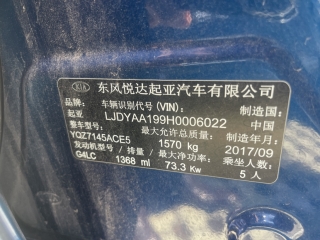 KIA 东风悦达起亚汽车有限公司
品牌: 车辆识别代号(VIN): 制造国:
起亚 LJDYAA199H0006022 中国
型号: 最大允许总质量: 制造年月:
YQZ7145ACE5 1570 kg 2017/09
发动机型号 / 排量 / 最大净功率: 乘坐人数:
G4LC 1368 ml 73.3 Kw 5 人